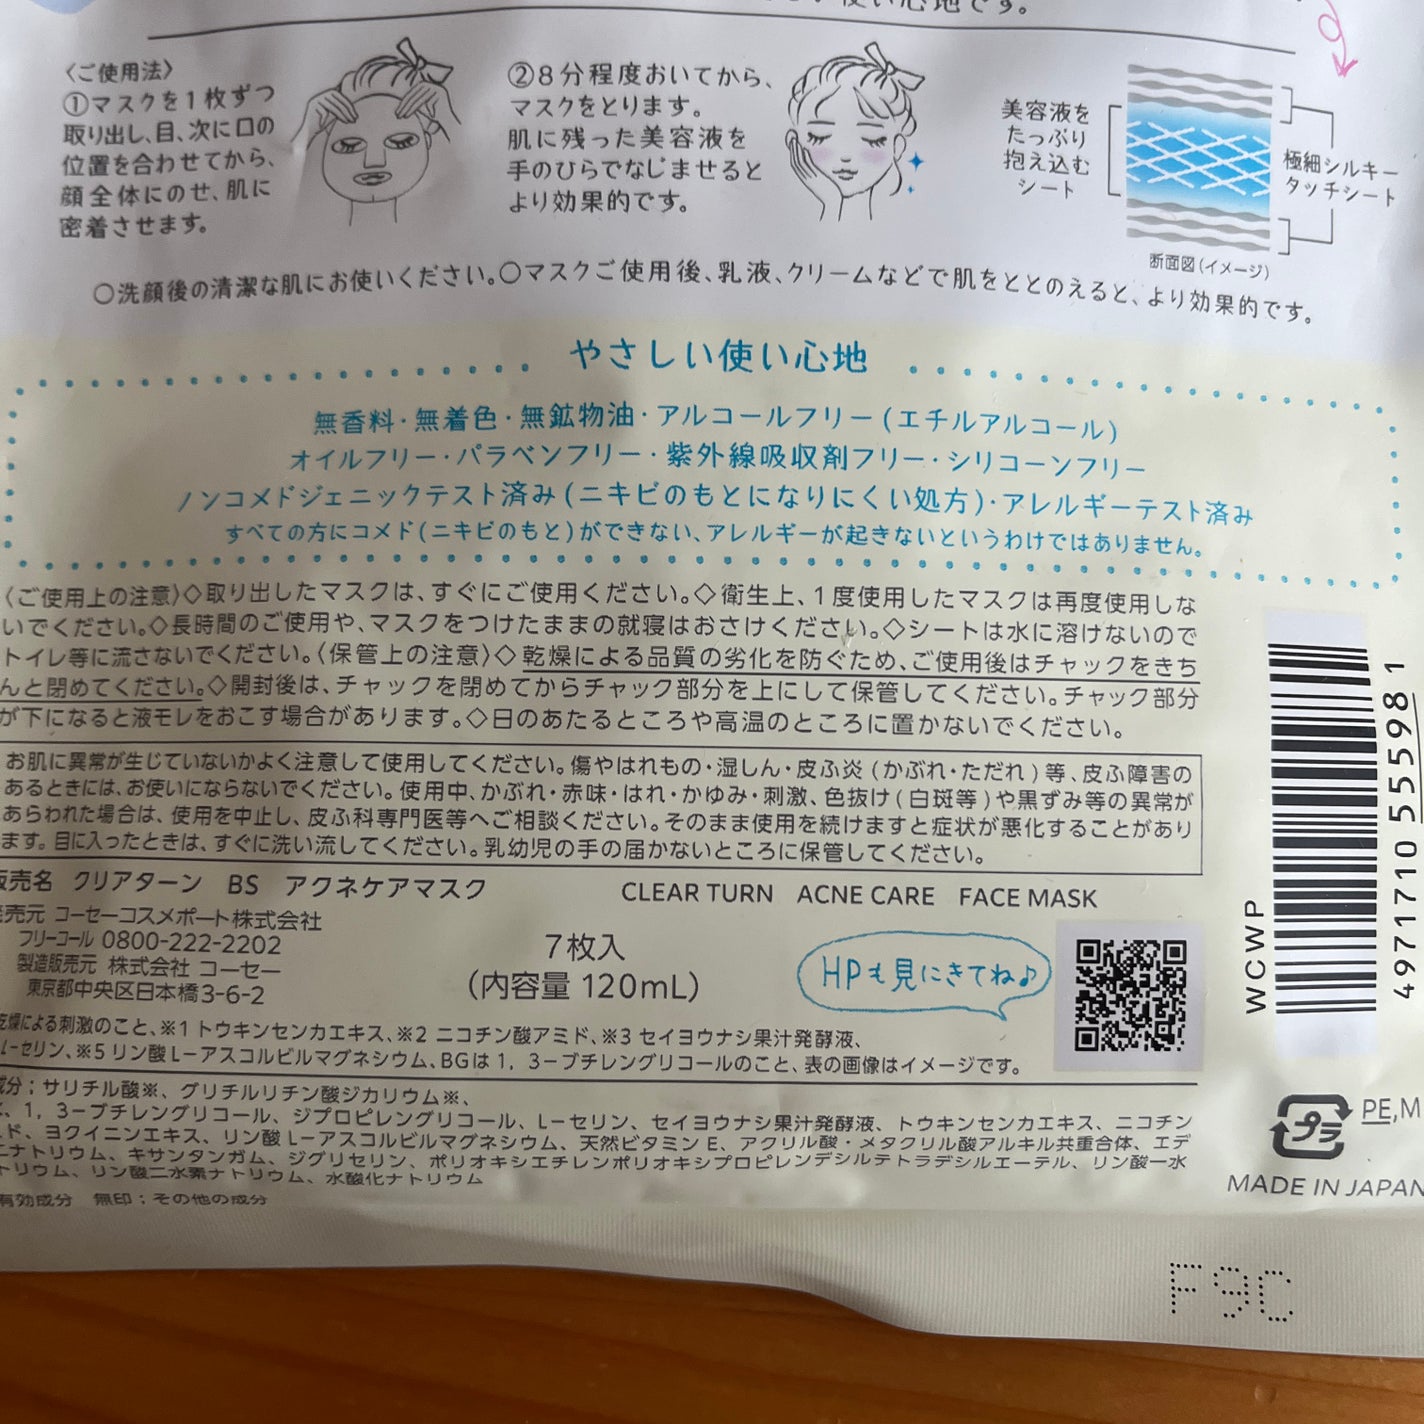 使い心地です。
〈ご使用法〉
①マスクを1枚ずつ
取り出し、目、次に口の
位置を合わせてから、
顔全体にのせ、肌に
密着させます。
②8分程度おいてから、
マスクをとります。
肌に残った美容液を
手のひらでなじませると
より効果的です。
美容液を
たっぷり
抱え込む
シート
極細シルキー
タッチシート
断面図(イメージ)
○洗顔後の清潔な肌にお使いください。○マスクご使用後、乳液、クリームなどで肌をととのえると、より効果的です。
やさしい使い心地
無香料・無着色・無鉱物油・アルコールフリー(エチルアルコール)
オイルフリー・パラベンフリー・紫外線吸収剤フリー・シリコーンフリー
ノンコメドジェニックテスト済み(ニキビのもとになりにくい処方)・アレルギーテスト済み
すべての方にコメド(ニキビのもと)ができない、アレルギーが起きないというわけではありません。
〈ご使用上の注意〉◇取り出したマスクは、すぐにご使用ください。◇衛生上、1度使用したマスクは再度使用しな
いでください。◇長時間のご使用や、マスクをつけたままの就寝はおさけください。◇シートは水に溶けないので
トイレ等に流さないでください。〈保管上の注意〉◇乾燥による品質の劣化を防ぐため、ご使用後はチャックをきち
んと閉めてください。◇開封後は、チャックを閉めてからチャック部分を上にして保管してください。チャック部分
が下になると液モレをおこす場合があります。◇日のあたるところや高温のところに置かないでください。
お肌に異常が生じていないかよく注意して使用してください。傷やはれもの・湿しん・皮ふ炎(かぶれ・ただれ)等、皮ふ障害の
あるときには、お使いにならないでください。使用中、かぶれ・赤味・はれ・かゆみ・刺激、色抜け(白斑等)や黒ずみ等の異常が
あらわれた場合は、使用を中止し、皮ふ科専門医等へご相談ください。そのまま使用を続けますと症状が悪化することがあり
ます。目に入ったときは、すぐに洗い流してください。乳幼児の手の届かないところに保管してください。
販売名 クリアターン BS アクネケアマスク CLEAR TURN ACNE CARE FACE MASK
発売元 コーセーコスメポート株式会社
フリーコール 0800-222-2202
製造販売元 株式会社 コーセー
東京都中央区日本橋3-6-2
7枚入
(内容量 120mL)
HPも見にきてね♪
乾燥による刺激のこと、※1 トウキンセンカエキス、※2 ニコチン酸アミド、※3 セイヨウナシ果汁発酵液、
L-セリン、※5 リン酸L-アスコルビルマグネシウム、BGは1, 3-ブチレングリコールのこと、表の画像はイメージです。
成分；サリチル酸※、グリチルリチン酸ジカリウム※、
、1, 3-ブチレングリコール、ジプロピレングリコール、L-セリン、セイヨウナシ果汁発酵液、トウキンセンカエキス、ニコチン
ド、ヨクイニンエキス、リン酸L-アスコルビルマグネシウム、天然ビタミンE、アクリル酸・メタクリル酸アルキル共重合体、エデ
ニナトリウム、キサンタンガム、ジグリセリン、ポリオキシエチレンポリオキシプロピレンデシルテトラデシルエーテル、リン酸一水
トリウム、リン酸二水素ナトリウム、水酸化ナトリウム
有効成分 無印；その他の成分
WCWP
4 971710 555981
プラ
PE,M
MADE IN JAPAN
F9C